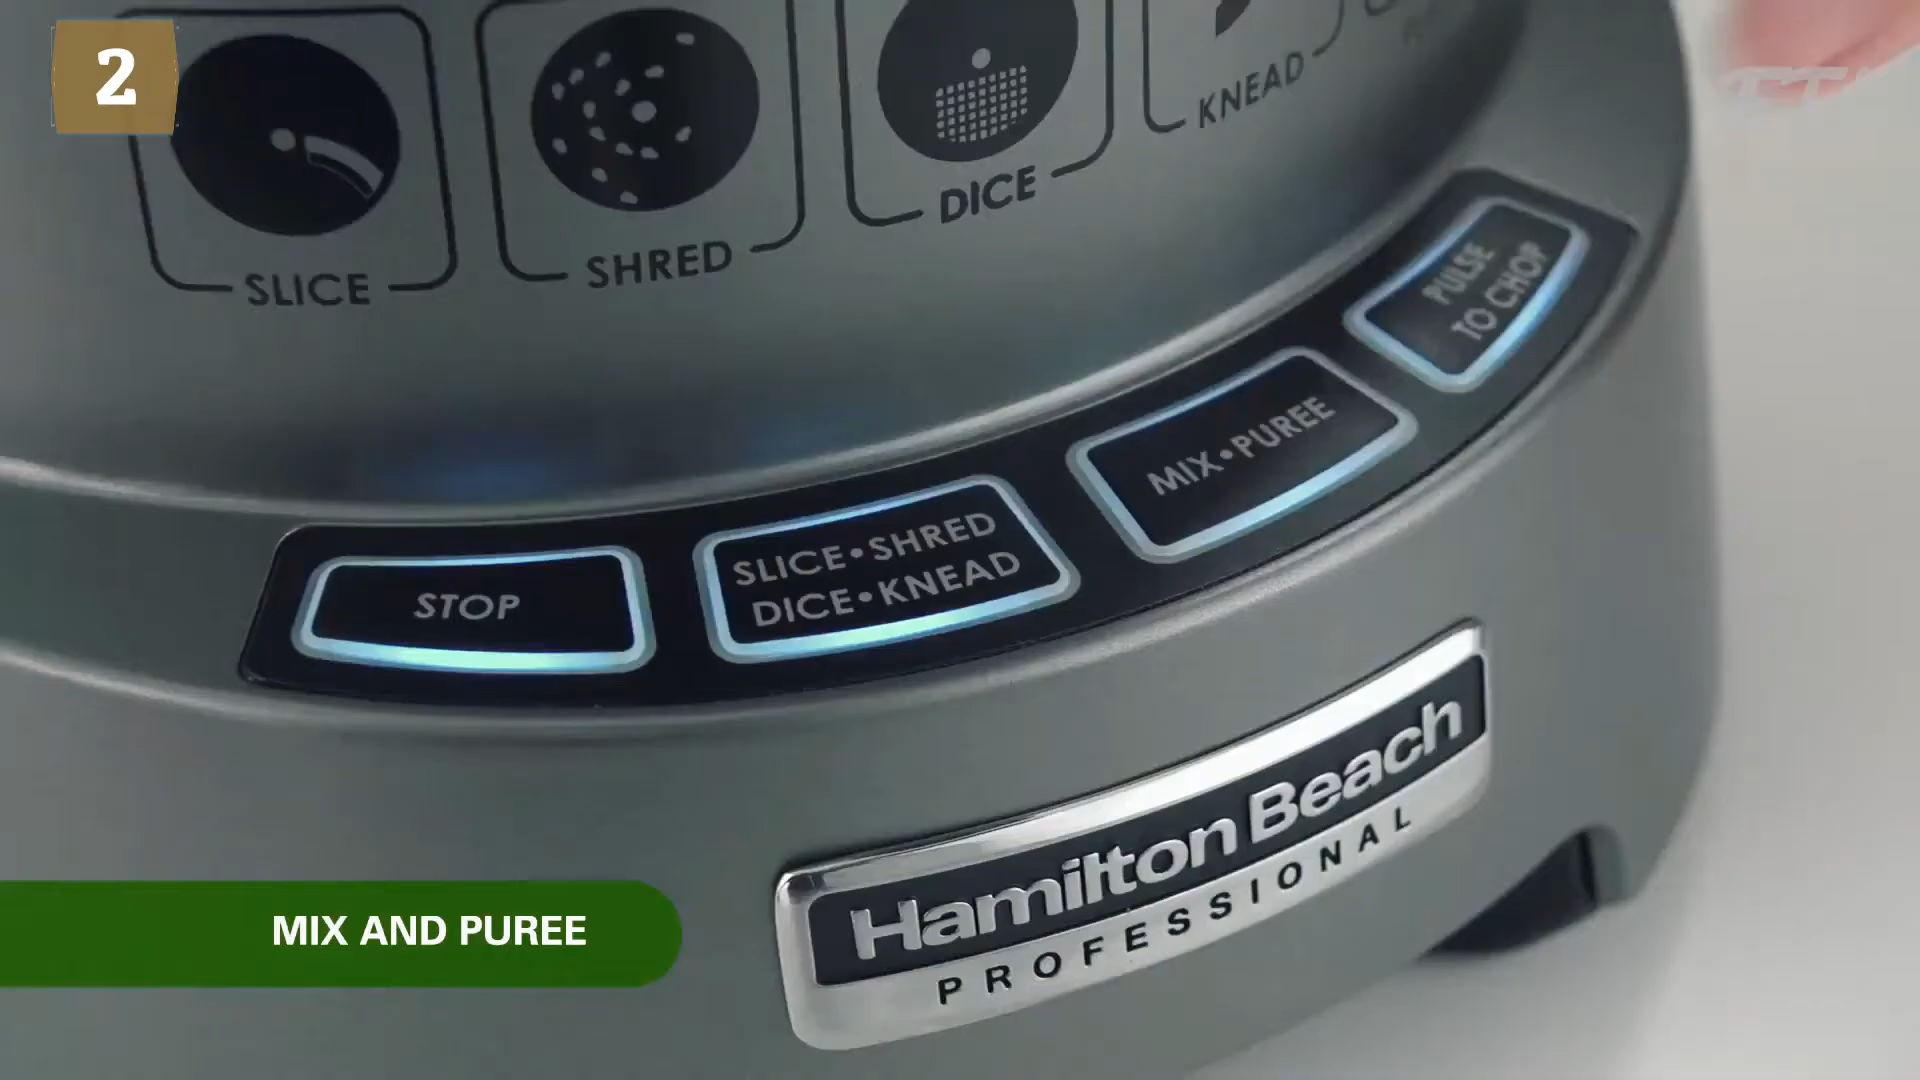 2
SLICE
SHRED
DICE
KNEAD
PULSE
TO CHOP
MIX•PUREE
SLICE•SHRED
DICE•KNEAD
STOP
Hamilton Beach
PROFESSIONAL
MIX AND PUREE